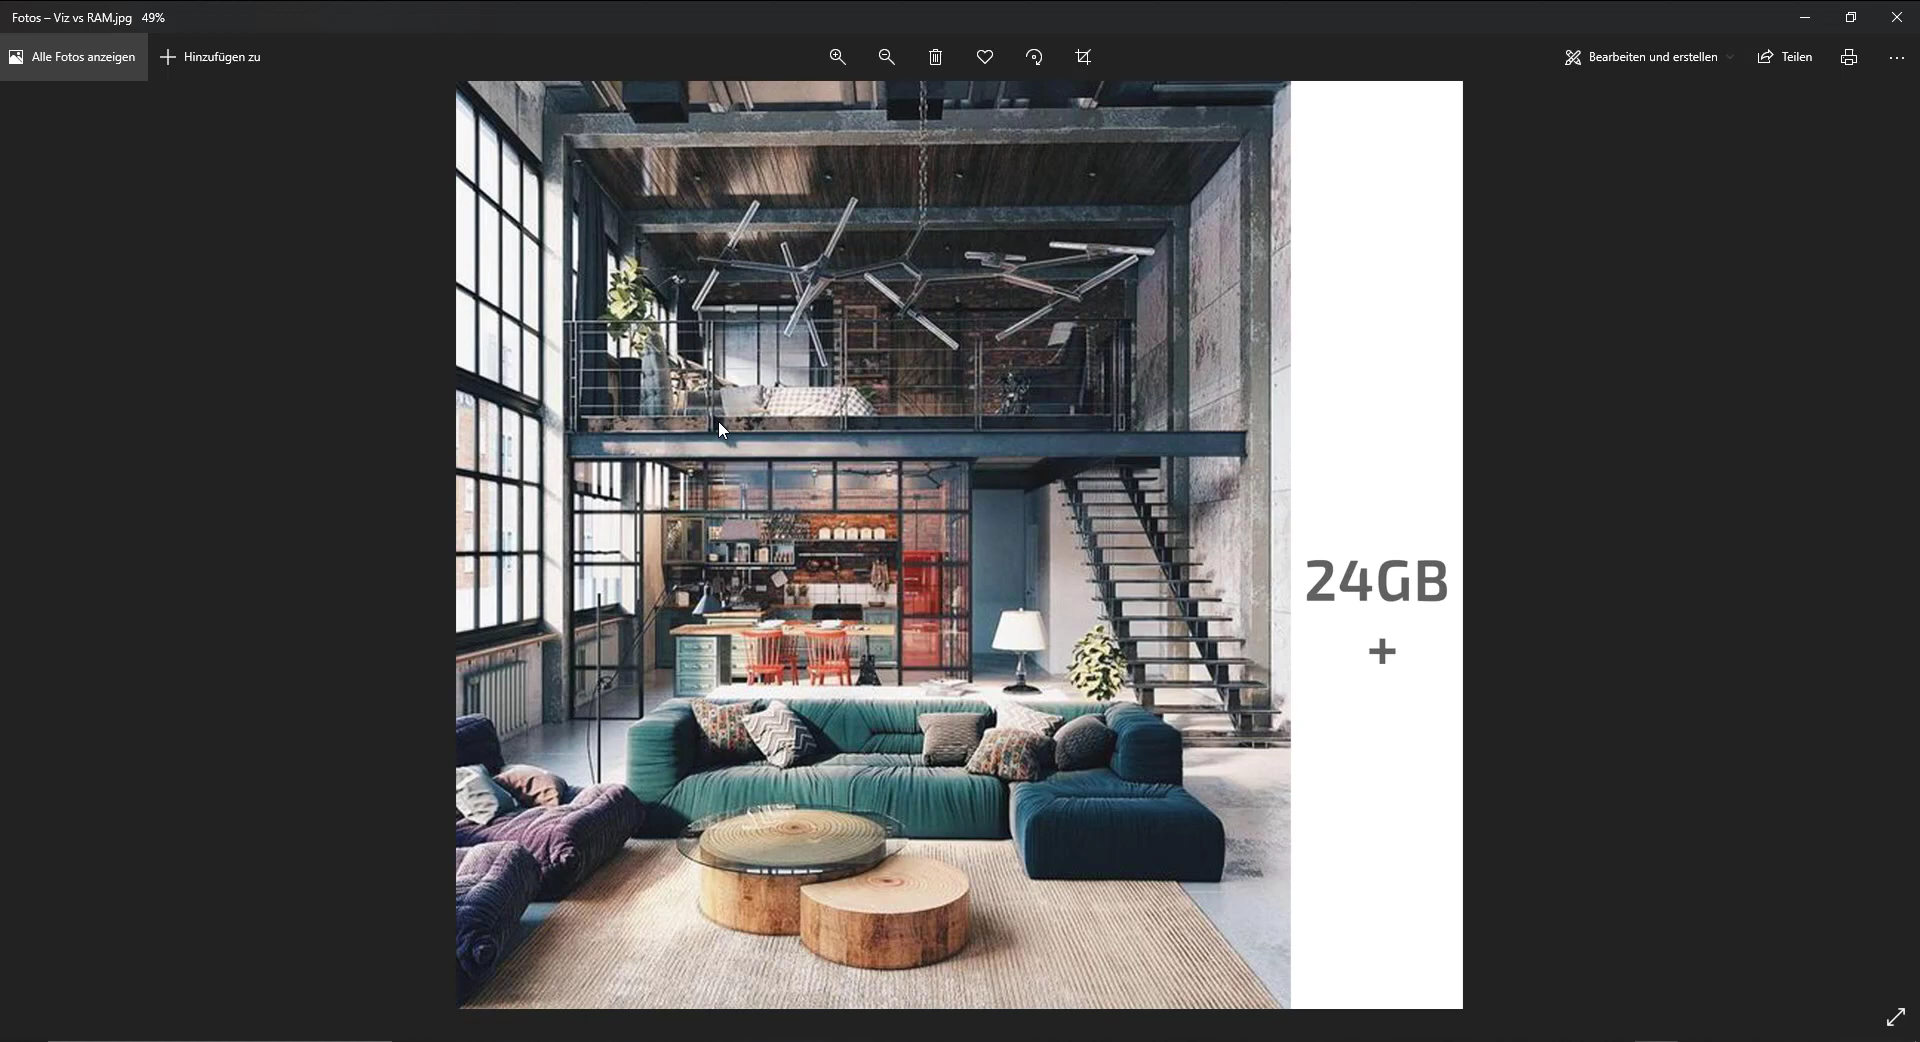 Fotos – Viz vs RAM.jpg 49%
Alle Fotos anzeigen
Hinzufügen zu
Bearbeiten und erstellen
Teilen
24GB
+